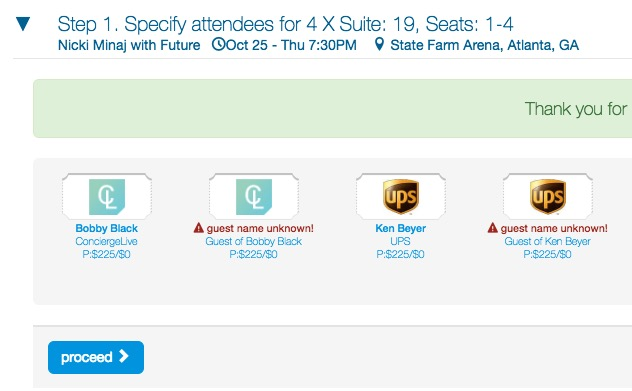 Step 1. Specify attendees for 4 X Suite: 19, Seats: 1-4
Nicki Minaj with Future Oct 25 - Thu 7:30PM State Farm Arena, Atlanta, GA
Thank you for
CL CL ups ups
Bobby Black guest name unknown! Ken Beyer guest name unknown!
ConciergeLive Guest of Bobby Black UPS Guest of Ken Beyer
P:$225/$0 P:$225/$0 P:$225/$0 P:$225/$0
proceed